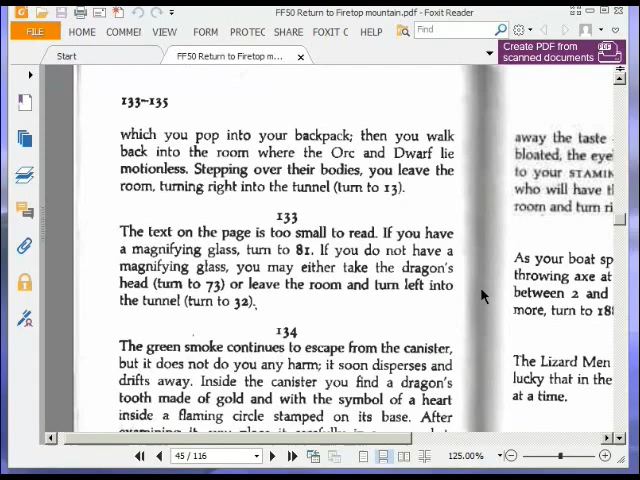 FF50 Return to Firetop mountain.pdf - Foxit Reader
FILE HOME COMMEI VIEW FORM PROTEC SHARE FOXIT C HELP Find
Start FF50 Return to Firetop m...
Create PDF from
scanned documents
133–135
which you pop into your backpack; then you walk
back into the room where the Orc and Dwarf lie
motionless. Stepping over their bodies, you leave the
room, turning right into the tunnel (turn to 13).
133
The text on the page is too small to read. If you have
a magnifying glass, turn to 81. If you do not have a
magnifying glass, you may either take the dragon's
head (turn to 73) or leave the room and turn left into
the tunnel (turn to 32).
134
The green smoke continues to escape from the canister,
but it does not do you any harm; it soon disperses and
drifts away. Inside the canister you find a dragon's
tooth made of gold and with the symbol of a heart
inside a flaming circle stamped on its base. After
away the taste
bloated, the eye
to your STAMIN
who will have tl
room and turn ri
As your boat sp
throwing axe at
between 2 and
more, turn to 18
The Lizard Men
lucky that in the
at a time.
45 / 116
125.00%